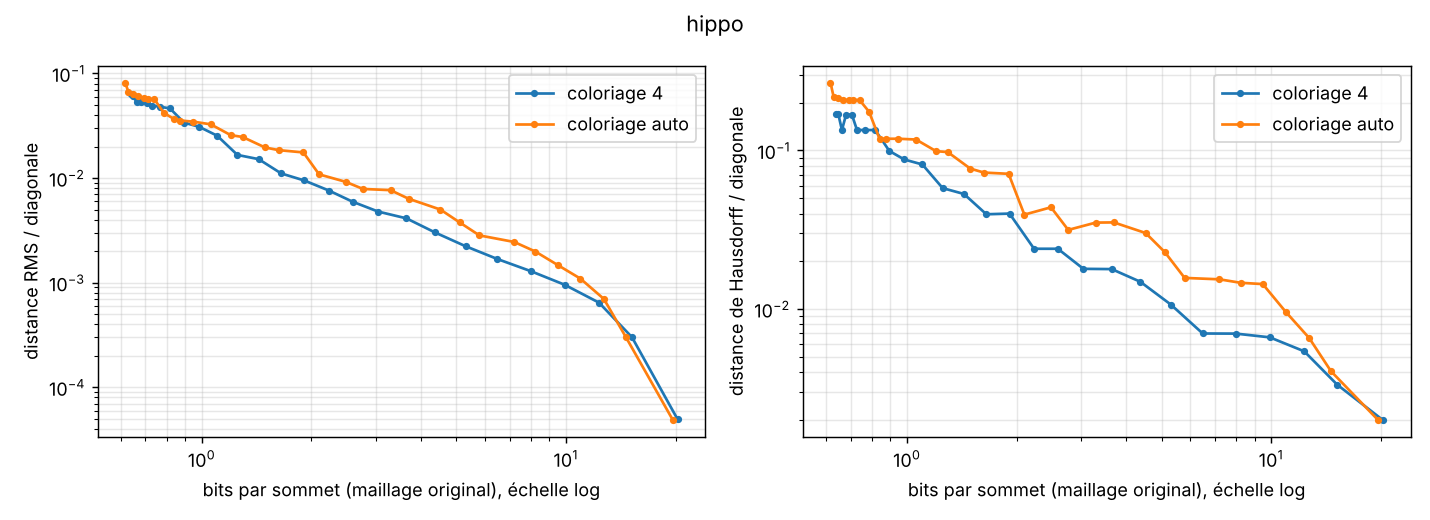 hippo
distance RMS / diagonale
10⁻¹
10⁻²
10⁻³
10⁻⁴
coloriage 4
coloriage auto
10⁰
10¹
bits par sommet (maillage original), échelle log
distance de Hausdorff / diagonale
10⁻¹
10⁻²
coloriage 4
coloriage auto
10⁰
10¹
bits par sommet (maillage original), échelle log